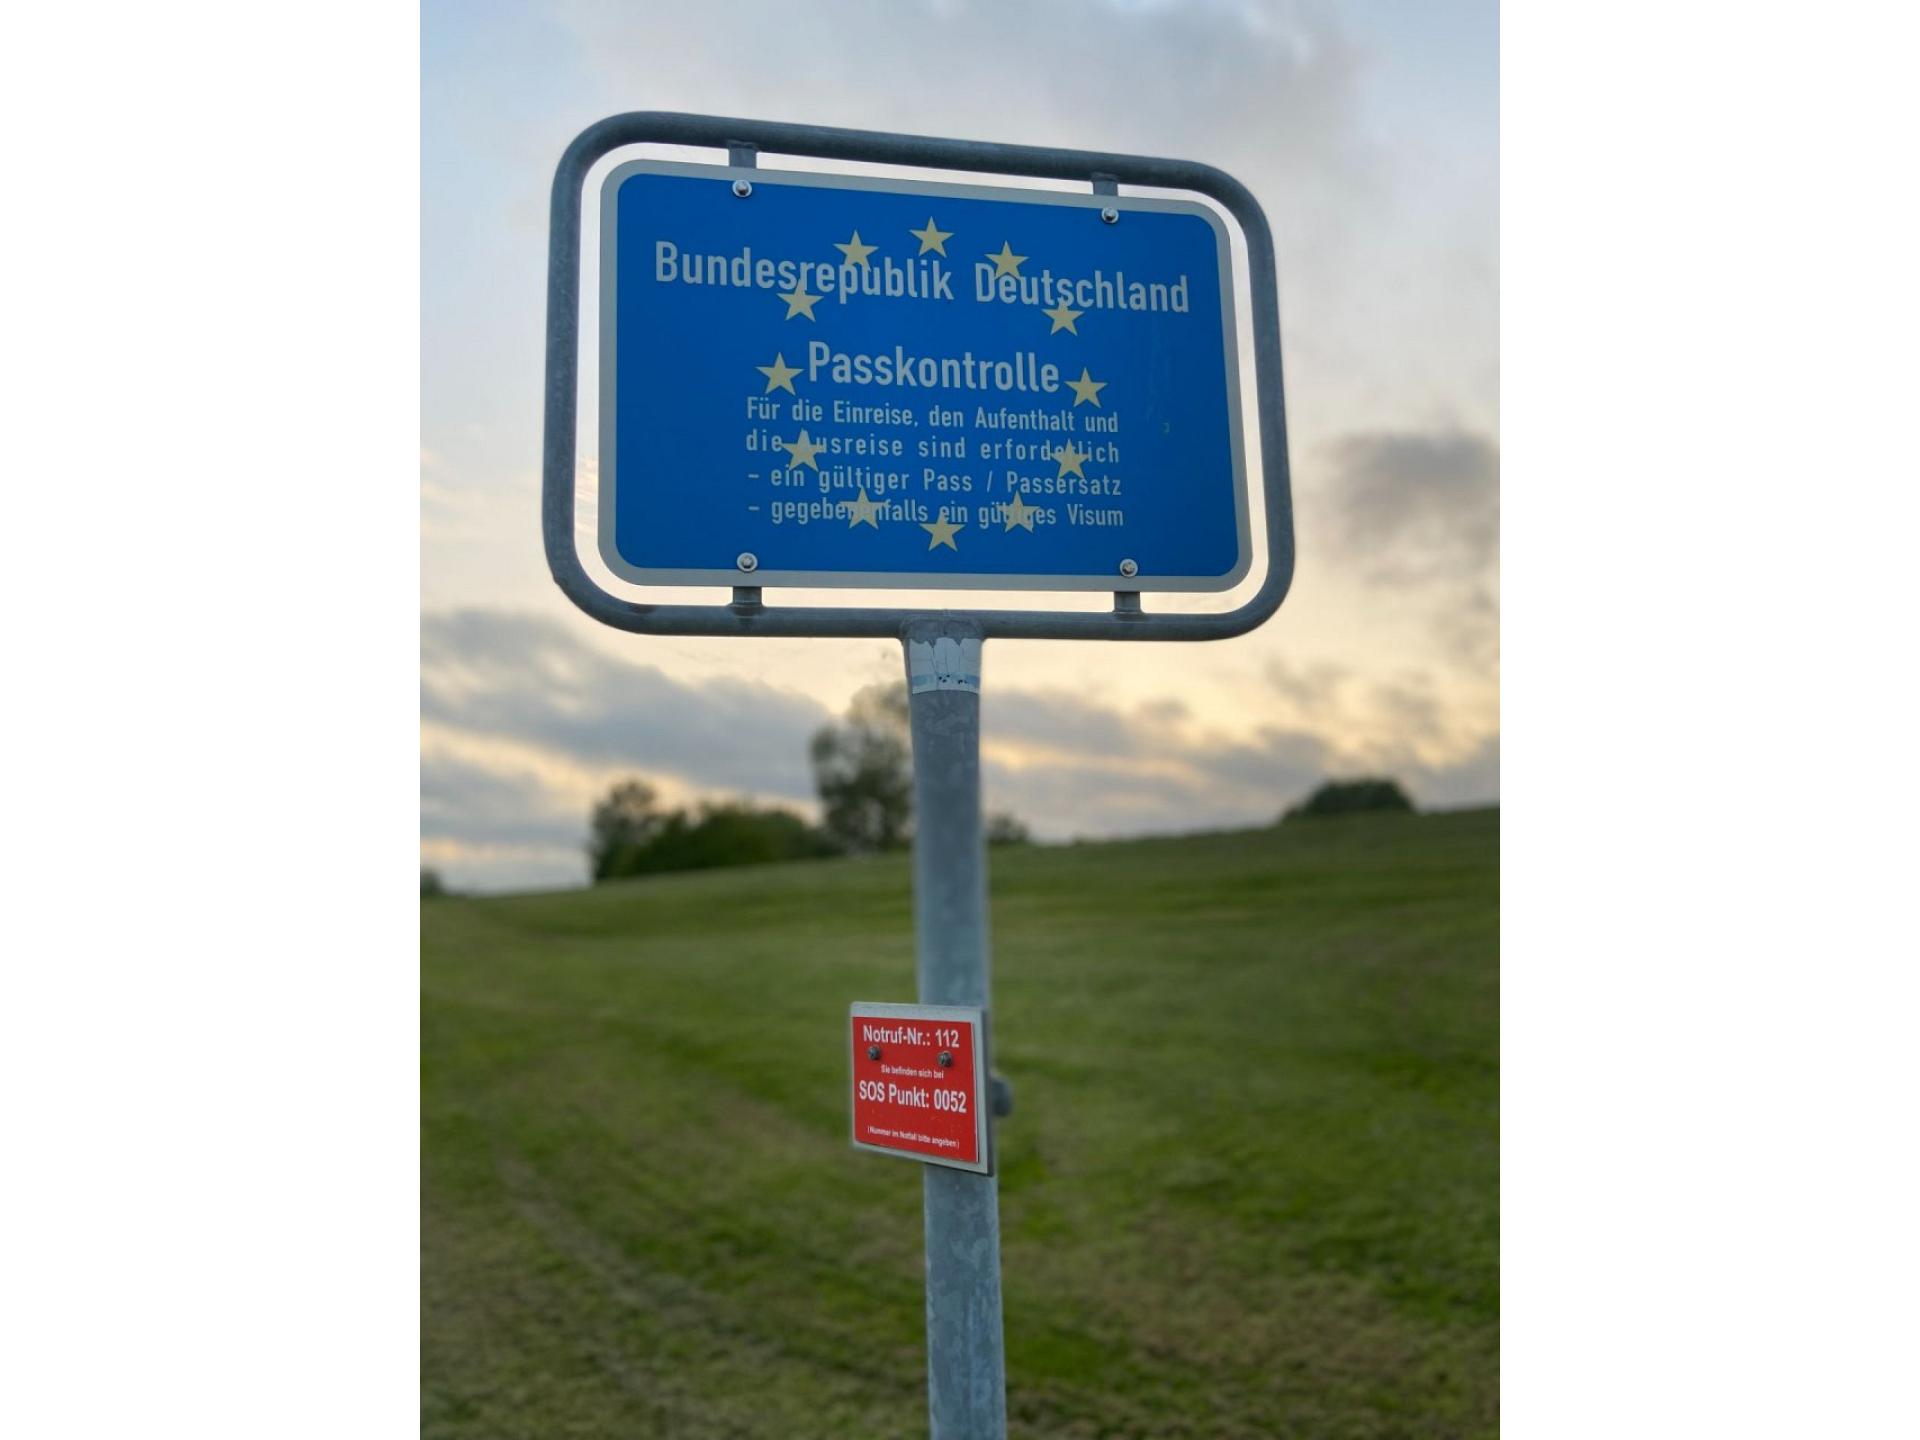 Bundesrepublik Deutschland
Passkontrolle
Für die Einreise, den Aufenthalt und
die Ausreise sind erforderlich
- ein gültiger Pass / Passersatz
- gegebenenfalls ein gültiges Visum
Notruf-Nr.: 112
Sie befinden sich bei
SOS Punkt: 0052
(Nummer im Notfall bitte angeben)